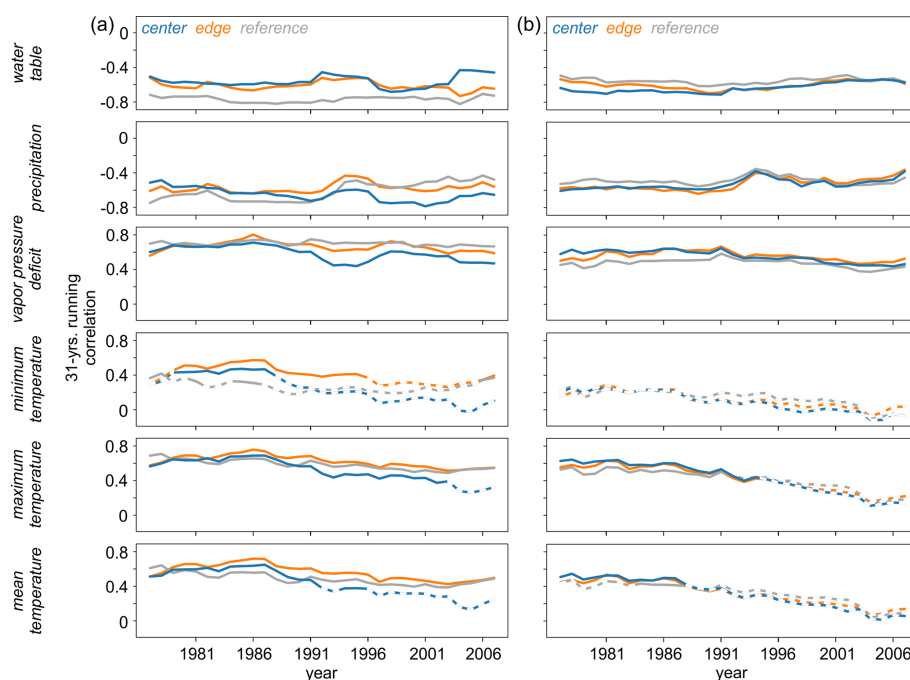 (a)
center edge reference
(b)
center edge reference
water
table
0
-0.4
-0.8
precipitation
0
-0.4
-0.8
vapor pressure
deficit
0.8
0.4
0
31-yrs. running
correlation
minimum
temperature
0.8
0.4
0
maximum
temperature
0.8
0.4
0
mean
temperature
0.8
0.4
0
1981 1986 1991 1996 2001 2006
year
1981 1986 1991 1996 2001 2006
year